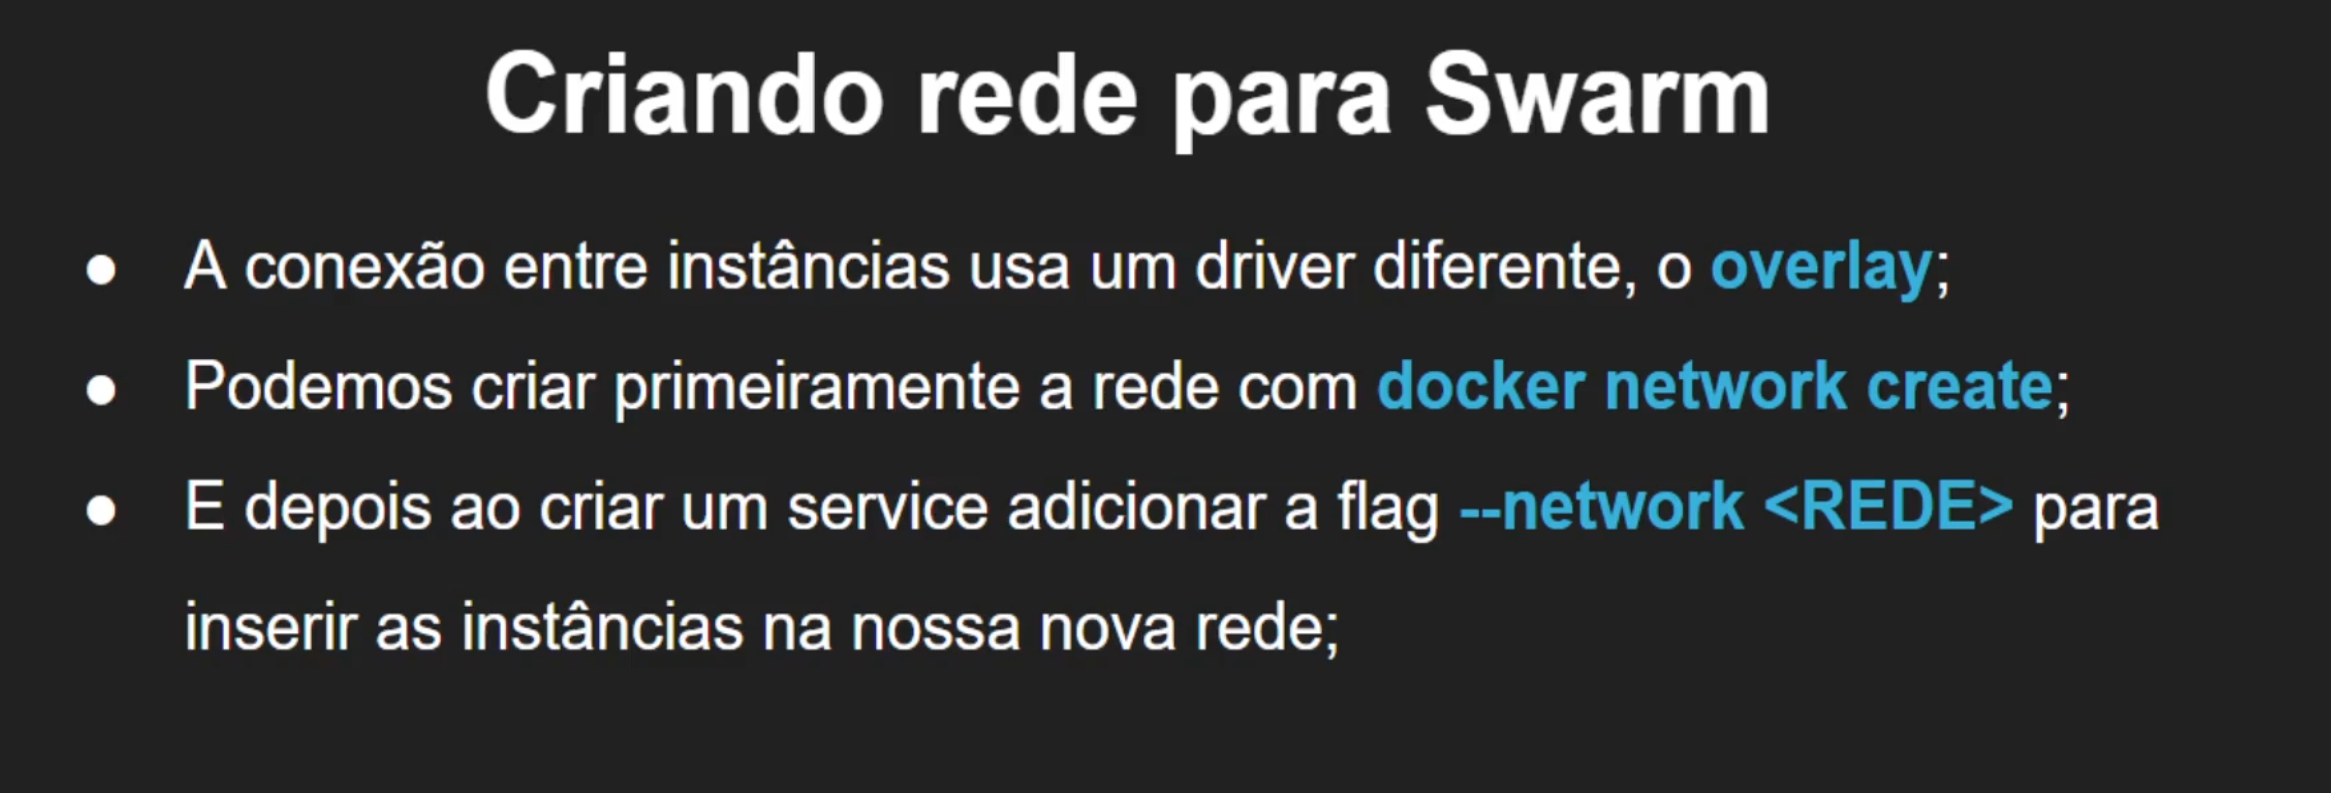 Criando rede para Swarm
● A conexão entre instâncias usa um driver diferente, o overlay;
● Podemos criar primeiramente a rede com docker network create;
● E depois ao criar um service adicionar a flag --network <REDE> para
inserir as instâncias na nossa nova rede;